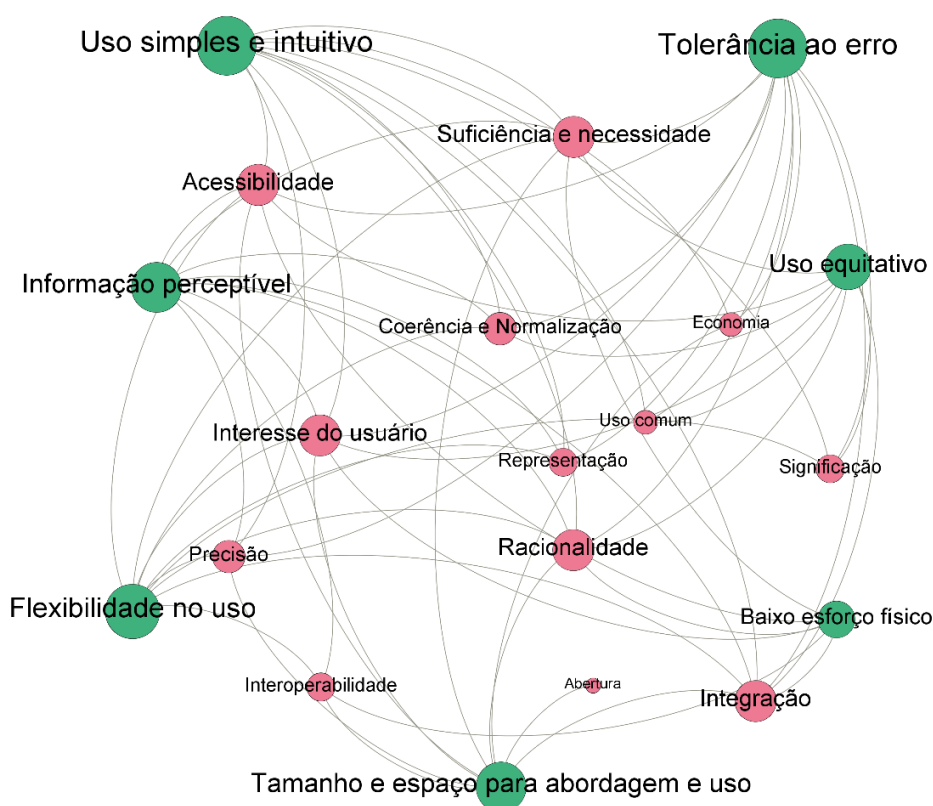 Uso simples e intuitivo
Tolerância ao erro
Suficiência e necessidade
Acessibilidade
Uso equitativo
Informação perceptível
Economia
Coerência e Normalização
Uso comum
Interesse do usuário
Representação
Significação
Racionalidade
Precisão
Flexibilidade no uso
Baixo esforço físico
Abertura
Interoperabilidade
Integração
Tamanho e espaço para abordagem e uso